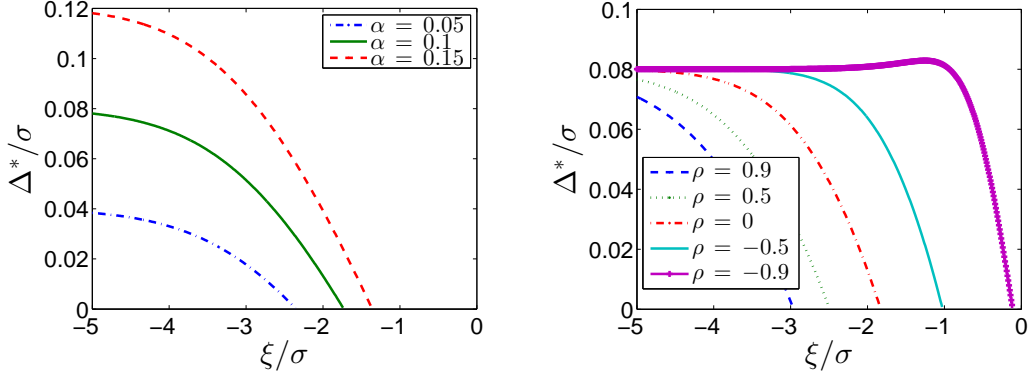 0.12
0.1
0.08
0.06
0.04
0.02
0
Δ*/σ
−5 −4 −3 −2 −1 0
ξ/σ
α = 0.05
α = 0.1
α = 0.15
0.1
0.08
0.06
0.04
0.02
0
Δ*/σ
−5 −4 −3 −2 −1 0
ξ/σ
ρ = 0.9
ρ = 0.5
ρ = 0
ρ = −0.5
ρ = −0.9